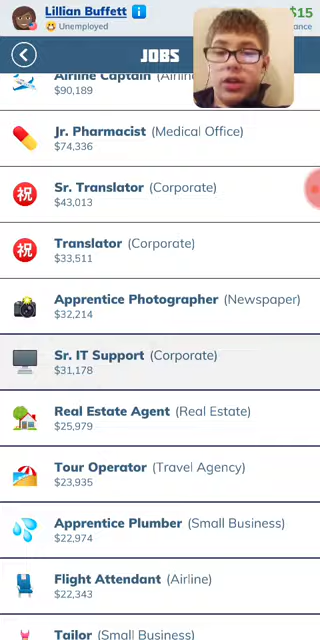 Lillian Buffett i
$15
Unemployed
ance
JOBS
Airline Captain (Airlin
$90,189
Jr. Pharmacist (Medical Office)
$74,336
祝 Sr. Translator (Corporate)
$43,013
祝 Translator (Corporate)
$33,511
Apprentice Photographer (Newspaper)
$32,214
Sr. IT Support (Corporate)
$31,178
Real Estate Agent (Real Estate)
$25,979
Tour Operator (Travel Agency)
$23,935
Apprentice Plumber (Small Business)
$22,974
Flight Attendant (Airline)
$22,343
Tailor (Small Business)